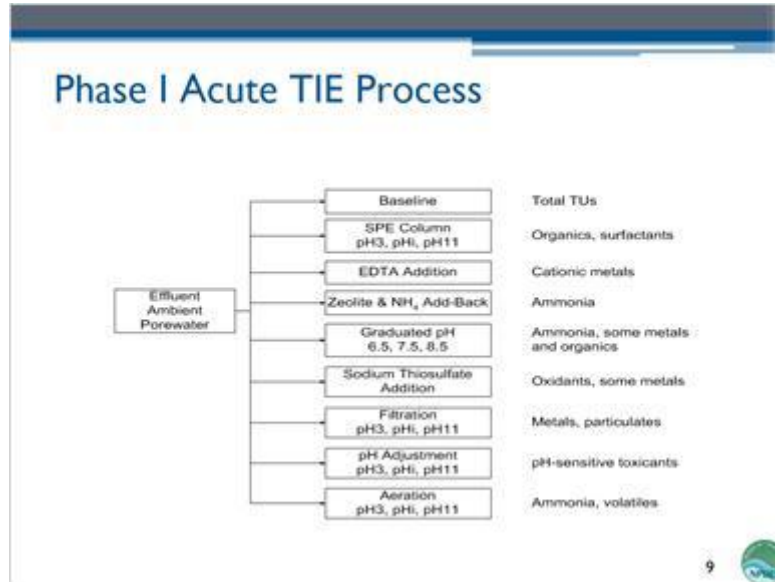 Phase I Acute TIE Process
Effluent
Ambient
Porewater
Baseline
Total TUs
SPE Column
pH3, pHi, pH11
Organics, surfactants
EDTA Addition
Cationic metals
Zeolite & NH₄ Add-Back
Ammonia
Graduated pH
6.5, 7.5, 8.5
Ammonia, some metals
and organics
Sodium Thiosulfate
Addition
Oxidants, some metals
Filtration
pH3, pHi, pH11
Metals, particulates
pH Adjustment
pH3, pHi, pH11
pH-sensitive toxicants
Aeration
pH3, pHi, pH11
Ammonia, volatiles
9